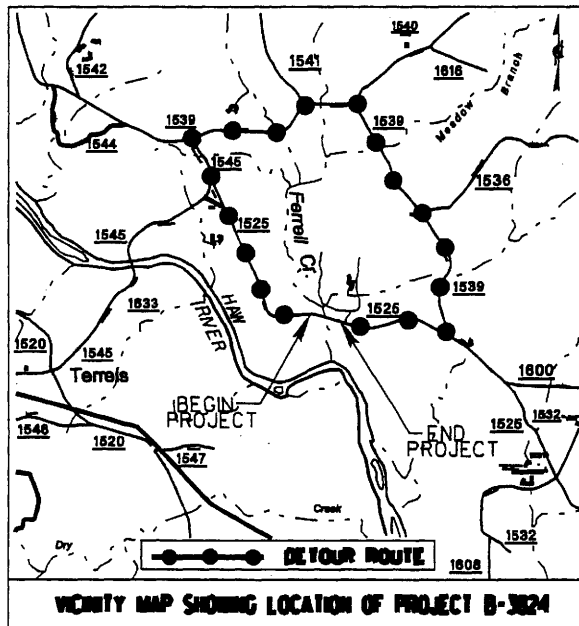 1540
1542
1541
1616
Meadow Branch
1539
1539
1544
1545
1536
Ferrell Cr.
1525
1545
HAW
RIVER
1633
1539
1525
1520
1545
Terrells
BEGIN
PROJECT
1600
1525
1532
END
PROJECT
1546
1520
1547
Creek
Dry
1532
1608
DETOUR ROUTE
VICINITY MAP SHOWING LOCATION OF PROJECT B-3824